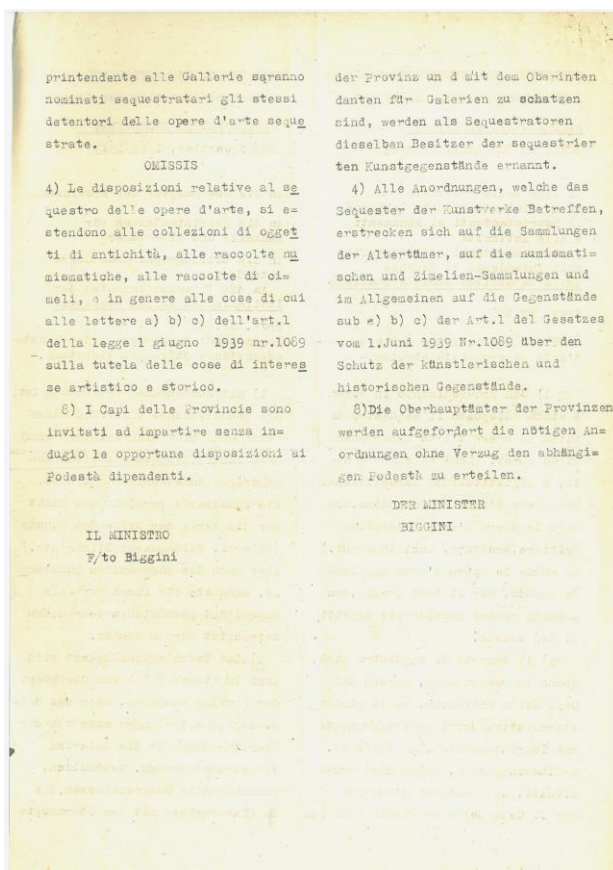 printendente alle Gallerie saranno
nominati sequestratari gli stessi
detentori delle opere d'arte seque
strate.
OMISSIS
4) Le disposizioni relative al se
questro delle opere d'arte, si e=
stendono alle collezioni di ogget
ti di antichità, alle raccolte nu
mismatiche, alle raccolte di ci=
meli, e in genere alle cose di cui
alle lettere a) b) c) dell'art.1
della legge 1 giugno 1939 nr.1089
sulla tutela delle cose di interes
se artistico e storico.
8) I Capi delle Provincie sono
invitati ad impartire senza in=
dugio le opportune disposizioni ai
Podestà dipendenti.
IL MINISTRO
F/to Biggini
der Provinz un d mit dem Oberinten
danten für Galerien zu schatzen
sind, werden als Sequestratoren
dieselben Besitzer der sequestrier
ten Kunstgegenstände ernannt.
4) Alle Anordnungen, welche das
Sequester der Kunstwerke Betreffen,
erstrecken sich auf die Sammlungen
der Altertümer, auf die numismati=
schen und Zimelien-Sammlungen und
im Allgemeinen auf die Gegenstände
sub a) b) c) der Art.1 del Gesetzes
vom 1.Juni 1939 Nr.1089 über den
Schutz der künstlerischen und
historischen Gegenstände.
8)Die Oberhauptämter der Provinzen
werden aufgefordert die nötigen An=
ordnungen ohne Verzug den abhängi=
gen Podestà zu erteilen.
DER MINISTER
BIGGINI